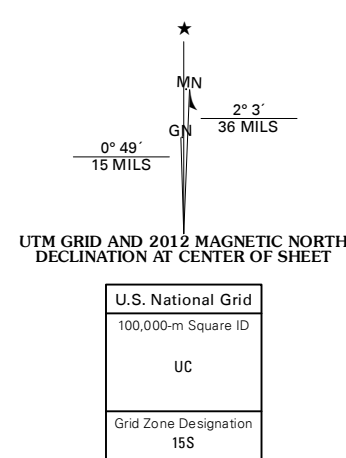 ★
MN
2° 3´
36 MILS
GN
0° 49´
15 MILS
UTM GRID AND 2012 MAGNETIC NORTH
DECLINATION AT CENTER OF SHEET
U.S. National Grid
100,000-m Square ID
UC
Grid Zone Designation
15S